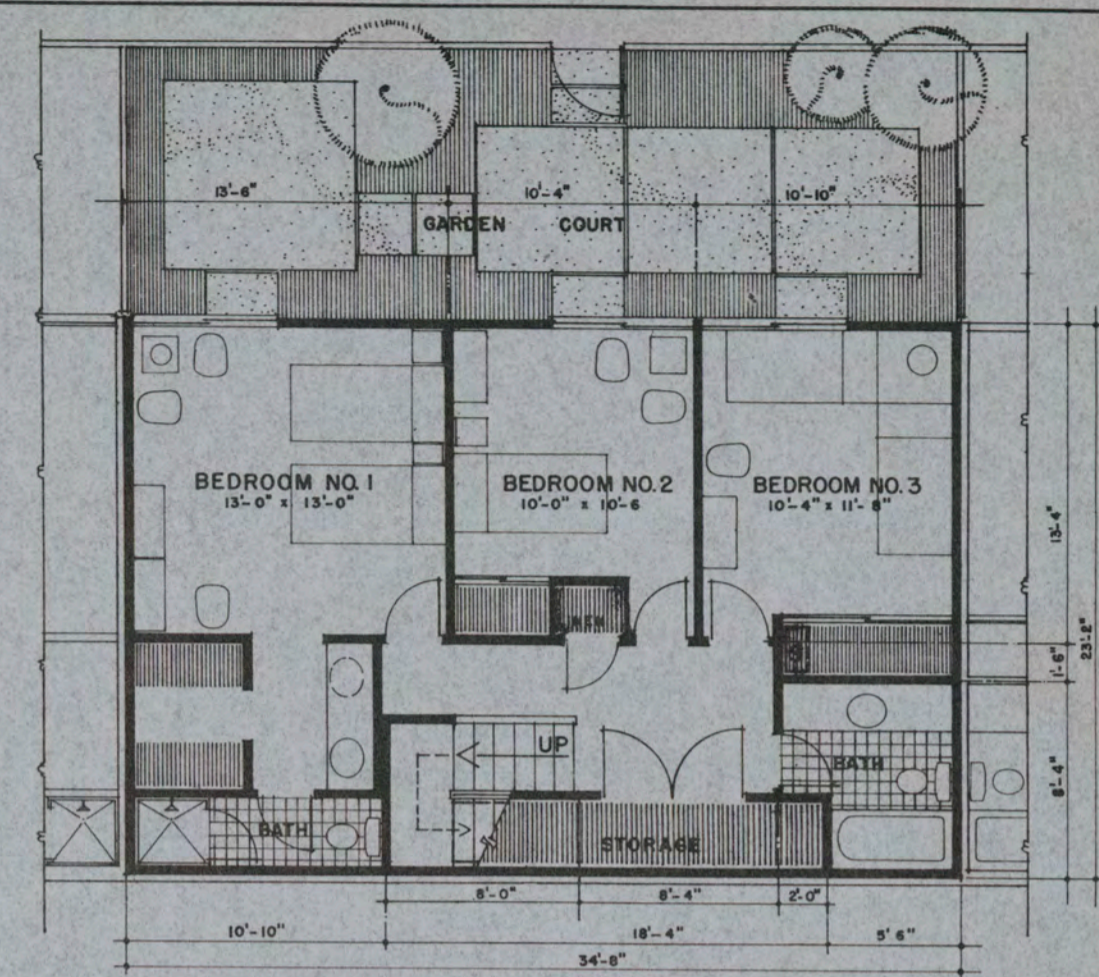 13'-6"
10'-4"
10'-10"
GARDEN COURT
BEDROOM NO. 1
13'-0" x 13'-0"
BEDROOM NO. 2
10'-0" x 10'-6
BEDROOM NO. 3
10'-4" x 11'-8"
13'-4"
1'-6"
23'-2"
8'-4"
UP
BATH
BATH
STORAGE
8'-0"
8'-4"
2'-0"
10'-10"
18'-4"
5' 6"
34'-8"